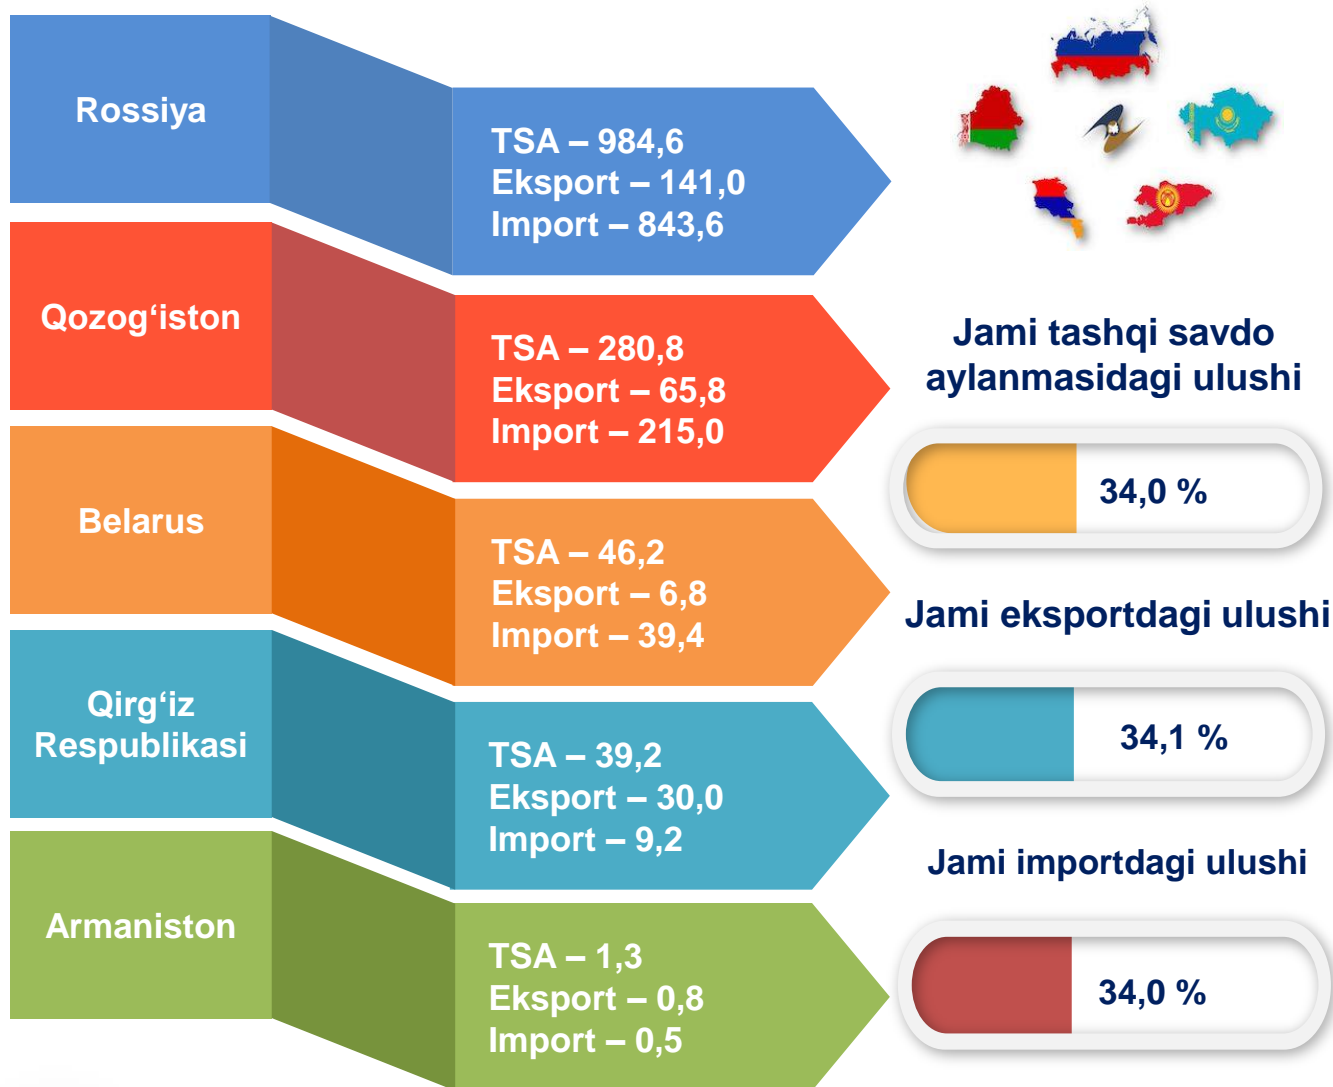 Rossiya
TSA – 984,6
Eksport – 141,0
Import – 843,6
Qozog‘iston
TSA – 280,8
Eksport – 65,8
Import – 215,0
Belarus
TSA – 46,2
Eksport – 6,8
Import – 39,4
Qirg‘iz
Respublikasi
TSA – 39,2
Eksport – 30,0
Import – 9,2
Armaniston
TSA – 1,3
Eksport – 0,8
Import – 0,5
Jami tashqi savdo
aylanmasidagi ulushi
34,0 %
Jami eksportdagi ulushi
34,1 %
Jami importdagi ulushi
34,0 %